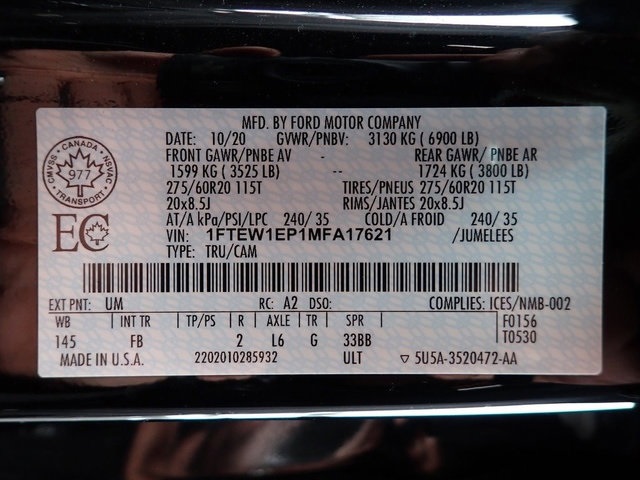 MFD. BY FORD MOTOR COMPANY
DATE: 10/20 GVWR/PNBV: 3130 KG ( 6900 LB)
FRONT GAWR/PNBE AV - REAR GAWR/ PNBE AR
1599 KG ( 3525 LB) -- 1724 KG ( 3800 LB)
275/60R20 115T TIRES/PNEUS 275/60R20 115T
20x8.5J RIMS/JANTES 20x8.5J
AT/A kPa/PSI/LPC 240/ 35 COLD/A FROID 240/ 35
VIN: 1FTEW1EP1MFA17621 /JUMELEES
TYPE: TRU/CAM
CANADA
CMVSS • NSVAC
977
TRANSPORT
EC
EXT PNT: UM RC: A2 DSO: COMPLIES: ICES/NMB-002
WB INT TR TP/PS R AXLE TR SPR F0156
145 FB 2 L6 G 33BB T0530
MADE IN U.S.A. 2202010285932 ULT ▽ 5U5A-3520472-AA